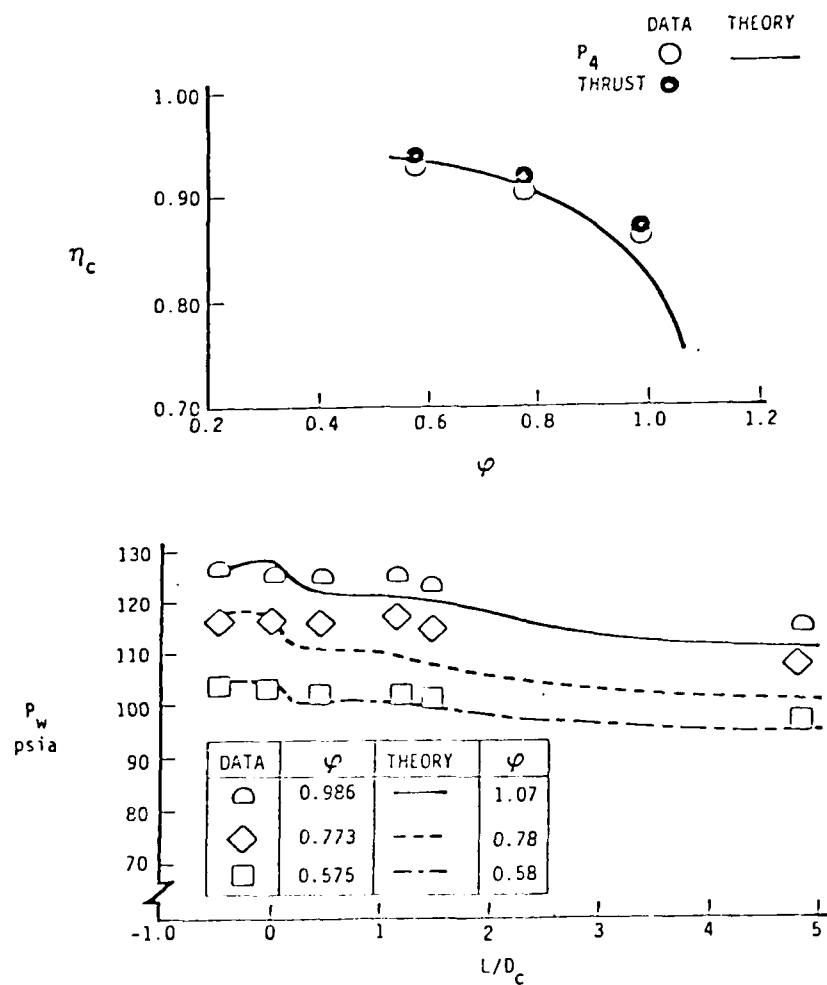 DATA THEORY
P4
THRUST
1.00
0.90
ηc
0.80
0.70
0.2 0.4 0.6 0.8 1.0 1.2
φ
130
120
110
100
Pw
psia
90
80
70
DATA φ THEORY φ
0.986 1.07
0.773 0.78
0.575 0.58
-1.0 0 1 2 3 4 5
L/Dc